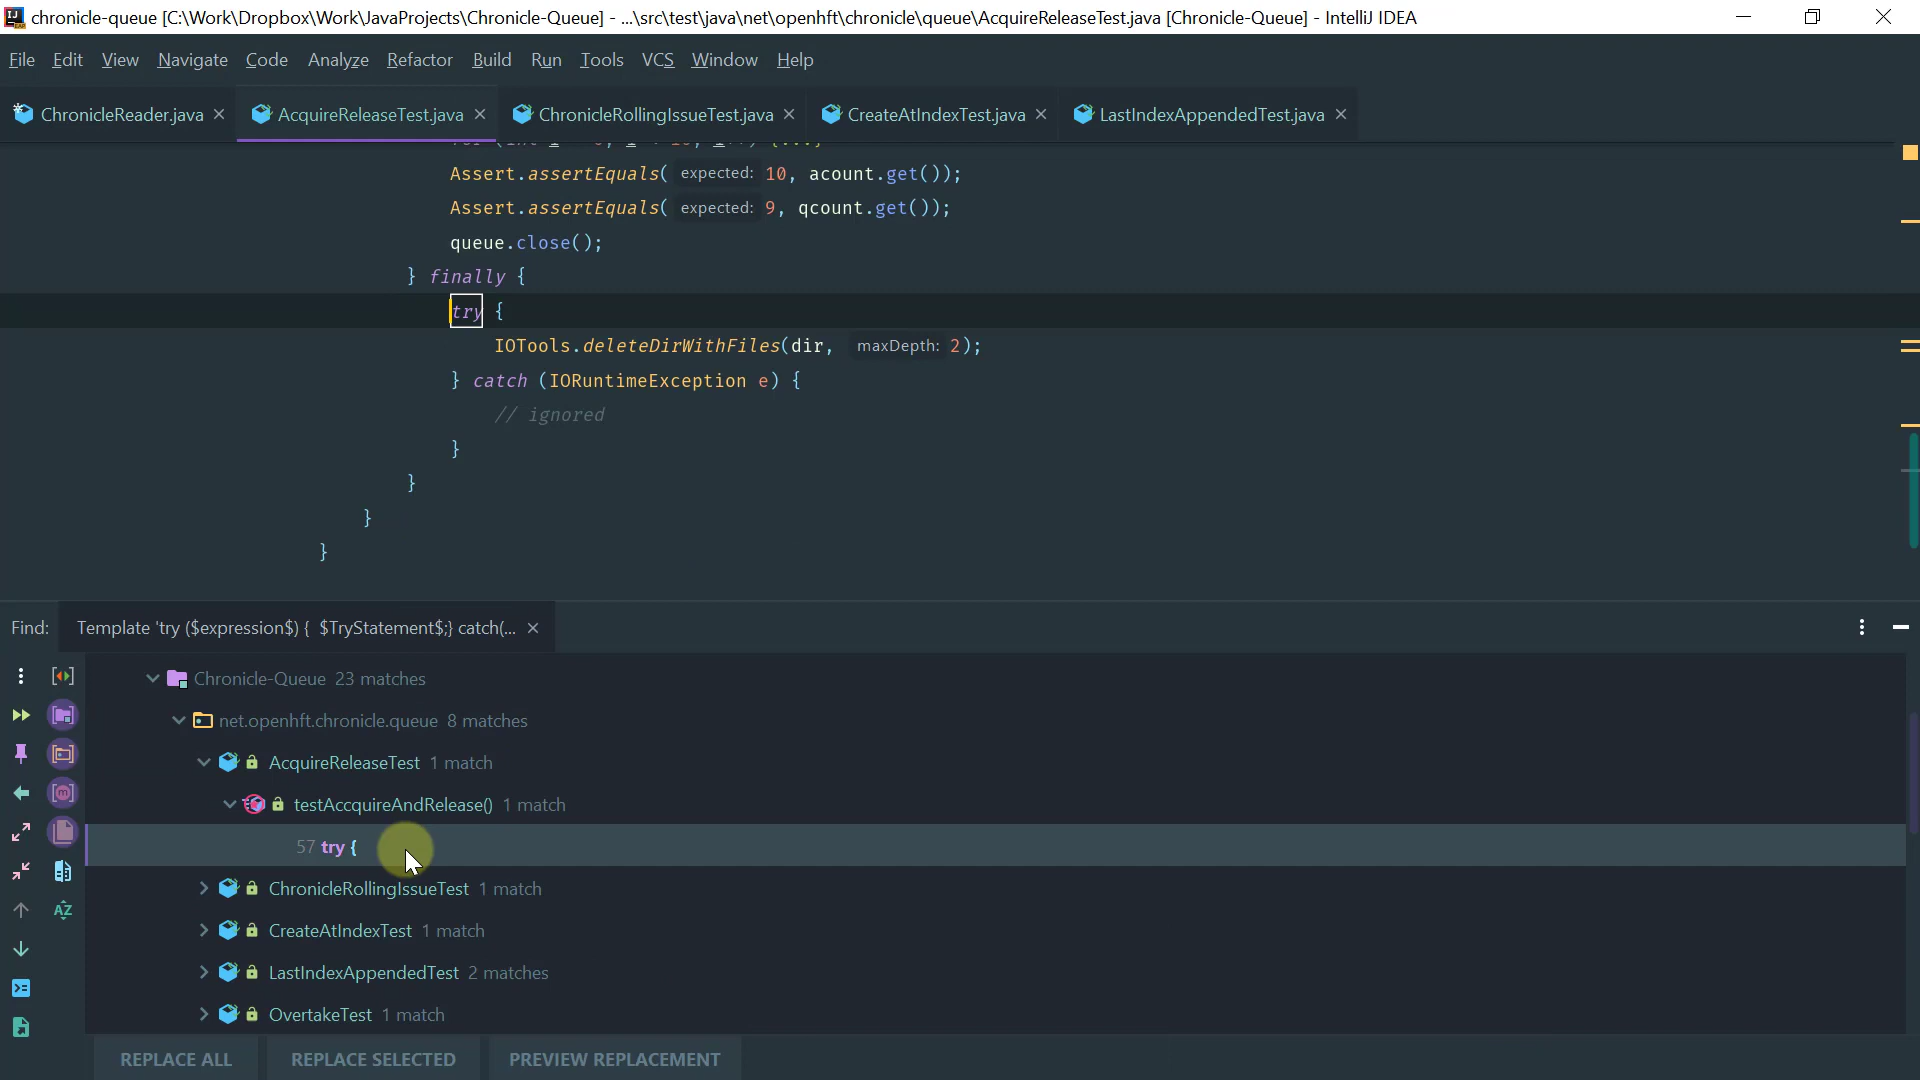 chronicle-queue [C:\Work\Dropbox\Work\JavaProjects\Chronicle-Queue] - ...\src\test\java\net\openhft\chronicle\queue\AcquireReleaseTest.java [Chronicle-Queue] - IntelliJ IDEA
File Edit View Navigate Code Analyze Refactor Build Run Tools VCS Window Help
ChronicleReader.java AcquireReleaseTest.java ChronicleRollingIssueTest.java CreateAtIndexTest.java LastIndexAppendedTest.java
Assert.assertEquals( expected: 10, acount.get());
Assert.assertEquals( expected: 9, qcount.get());
queue.close();
} finally {
try {
IOTools.deleteDirWithFiles(dir, maxDepth: 2);
} catch (IORuntimeException e) {
// ignored
}
}
}
}
Find: Template 'try ($expression$) { $TryStatement$;} catch(...
Chronicle-Queue 23 matches
net.openhft.chronicle.queue 8 matches
AcquireReleaseTest 1 match
testAccquireAndRelease() 1 match
57 try {
ChronicleRollingIssueTest 1 match
CreateAtIndexTest 1 match
LastIndexAppendedTest 2 matches
OvertakeTest 1 match
REPLACE ALL REPLACE SELECTED PREVIEW REPLACEMENT